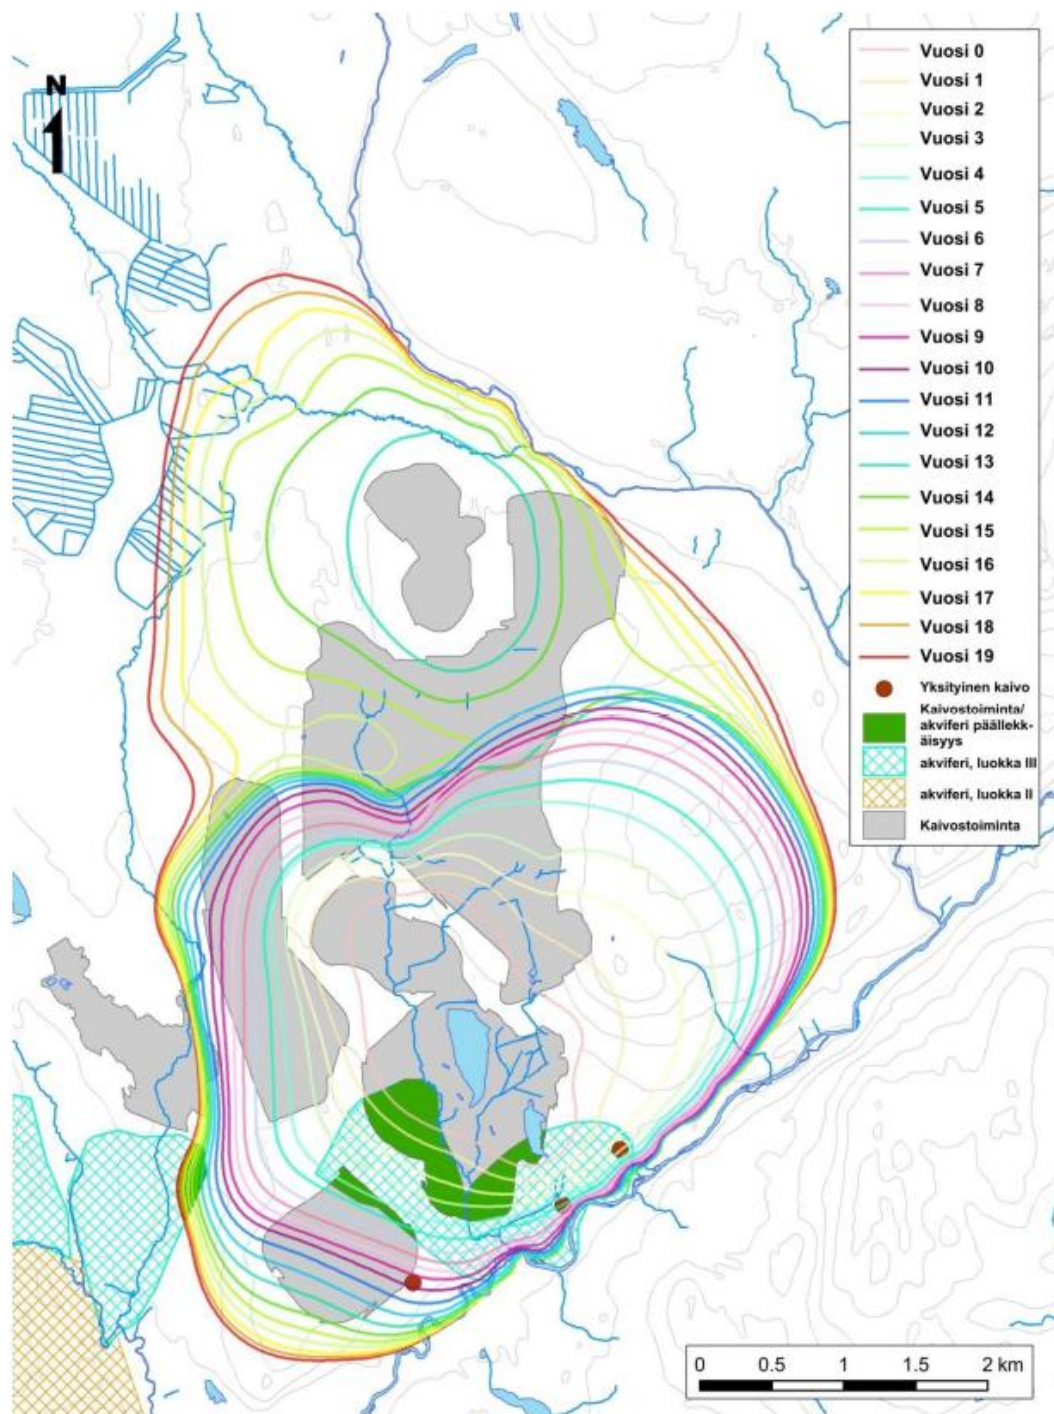 N
Vuosi 0
Vuosi 1
Vuosi 2
Vuosi 3
Vuosi 4
Vuosi 5
Vuosi 6
Vuosi 7
Vuosi 8
Vuosi 9
Vuosi 10
Vuosi 11
Vuosi 12
Vuosi 13
Vuosi 14
Vuosi 15
Vuosi 16
Vuosi 17
Vuosi 18
Vuosi 19
Yksityinen kaivo
Kaivostoiminta/
akviferi päällekk-
äisyys
akviferi, luokka III
akviferi, luokka II
Kaivostoiminta
0 0.5 1 1.5 2 km